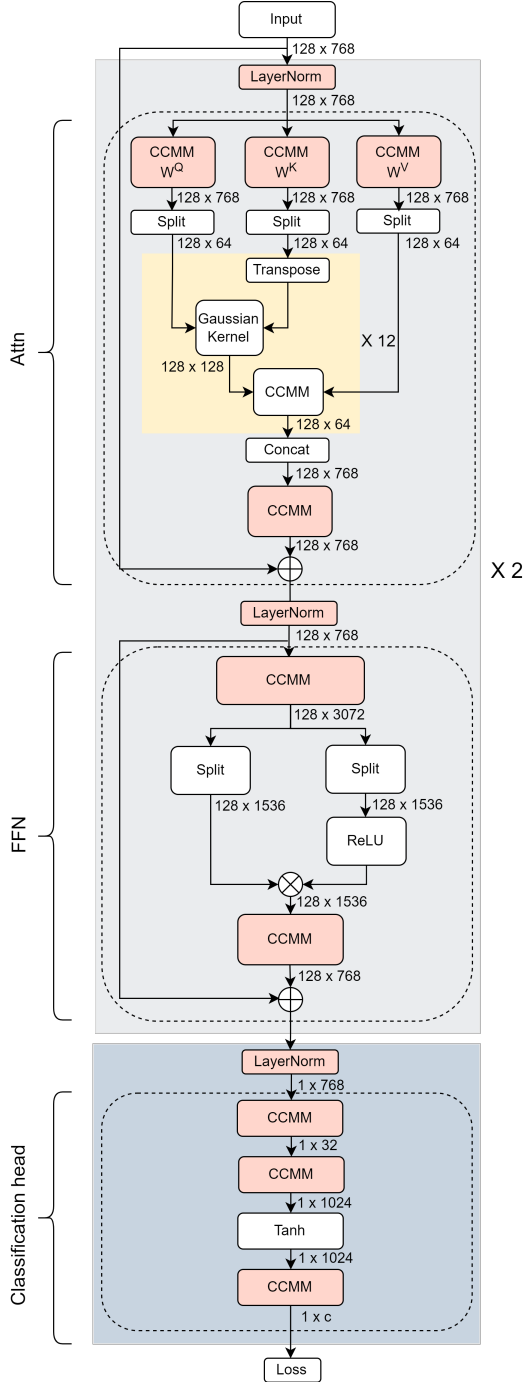 Input
128 x 768
LayerNorm
128 x 768
Attn
CCMM
W^Q
CCMM
W^K
CCMM
W^V
128 x 768
128 x 768
128 x 768
Split
Split
Split
128 x 64
128 x 64
128 x 64
Transpose
Gaussian
Kernel
X 12
128 x 128
CCMM
128 x 64
Concat
128 x 768
CCMM
128 x 768
X 2
LayerNorm
128 x 768
FFN
CCMM
128 x 3072
Split
Split
128 x 1536
128 x 1536
ReLU
128 x 1536
CCMM
128 x 768
LayerNorm
1 x 768
Classification head
CCMM
1 x 32
CCMM
1 x 1024
Tanh
1 x 1024
CCMM
1 x c
Loss